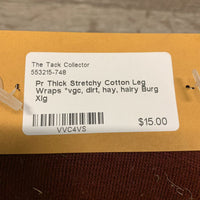 The Tack Collector
553215-748
Pr Thick Stretchy Cotton Leg
Wraps *vgc, dirt, hay, hairy Burg
Xlg
$15.00
VVC4VS